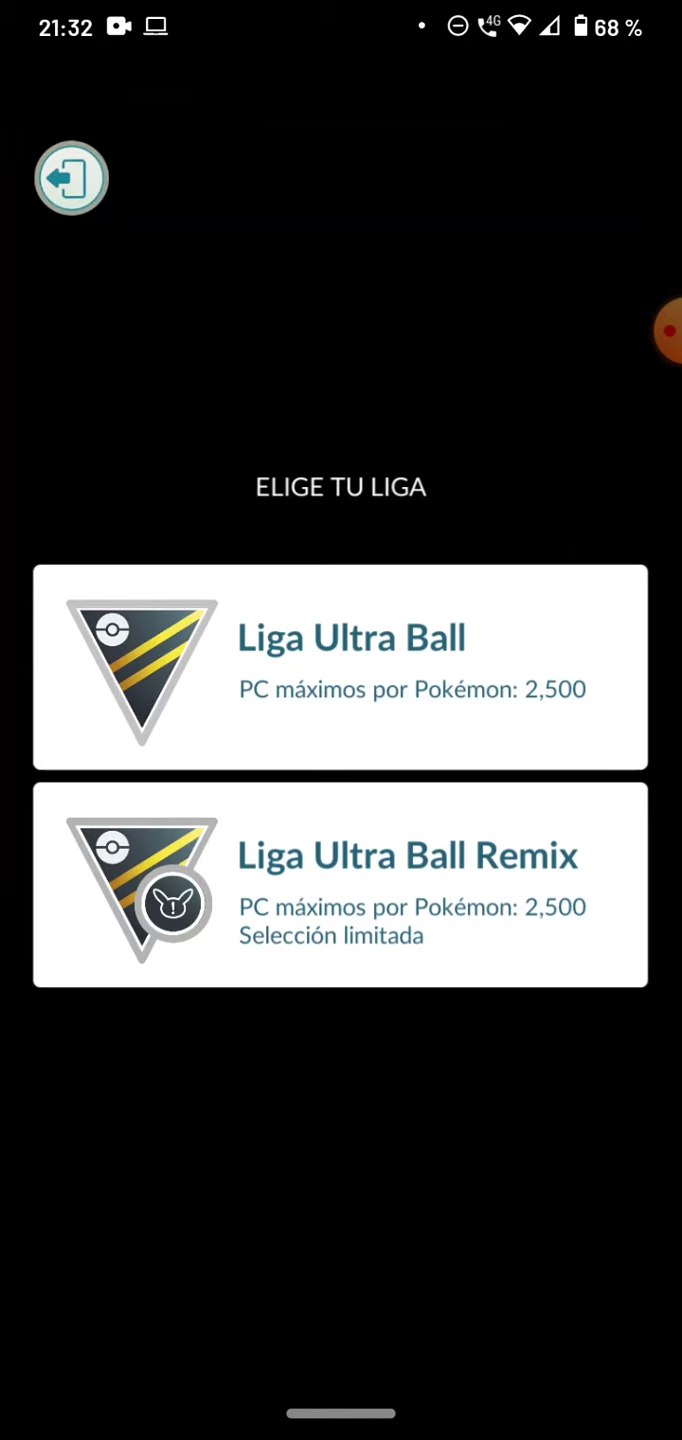 21:32
4G
68 %
ELIGE TU LIGA
Liga Ultra Ball
PC máximos por Pokémon: 2,500
Liga Ultra Ball Remix
PC máximos por Pokémon: 2,500
Selección limitada